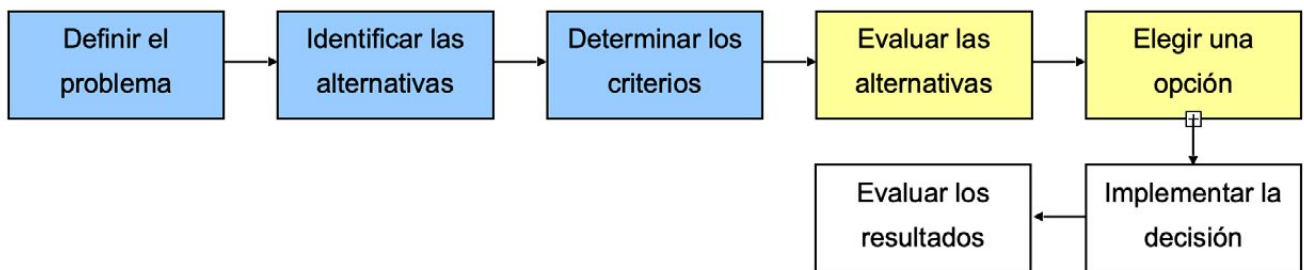 Definir el
problema
Identificar las
alternativas
Determinar los
criterios
Evaluar las
alternativas
Elegir una
opción
Implementar la
decisión
Evaluar los
resultados